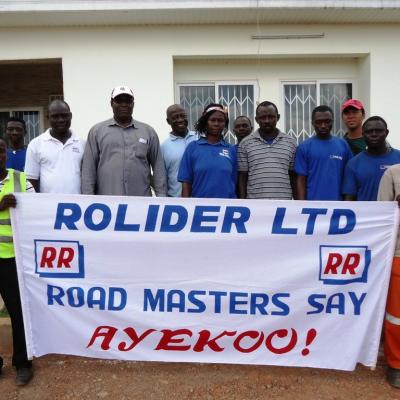 ROLIDER LTD
RR RR
ROAD MASTERS SAY
AYEKOO!